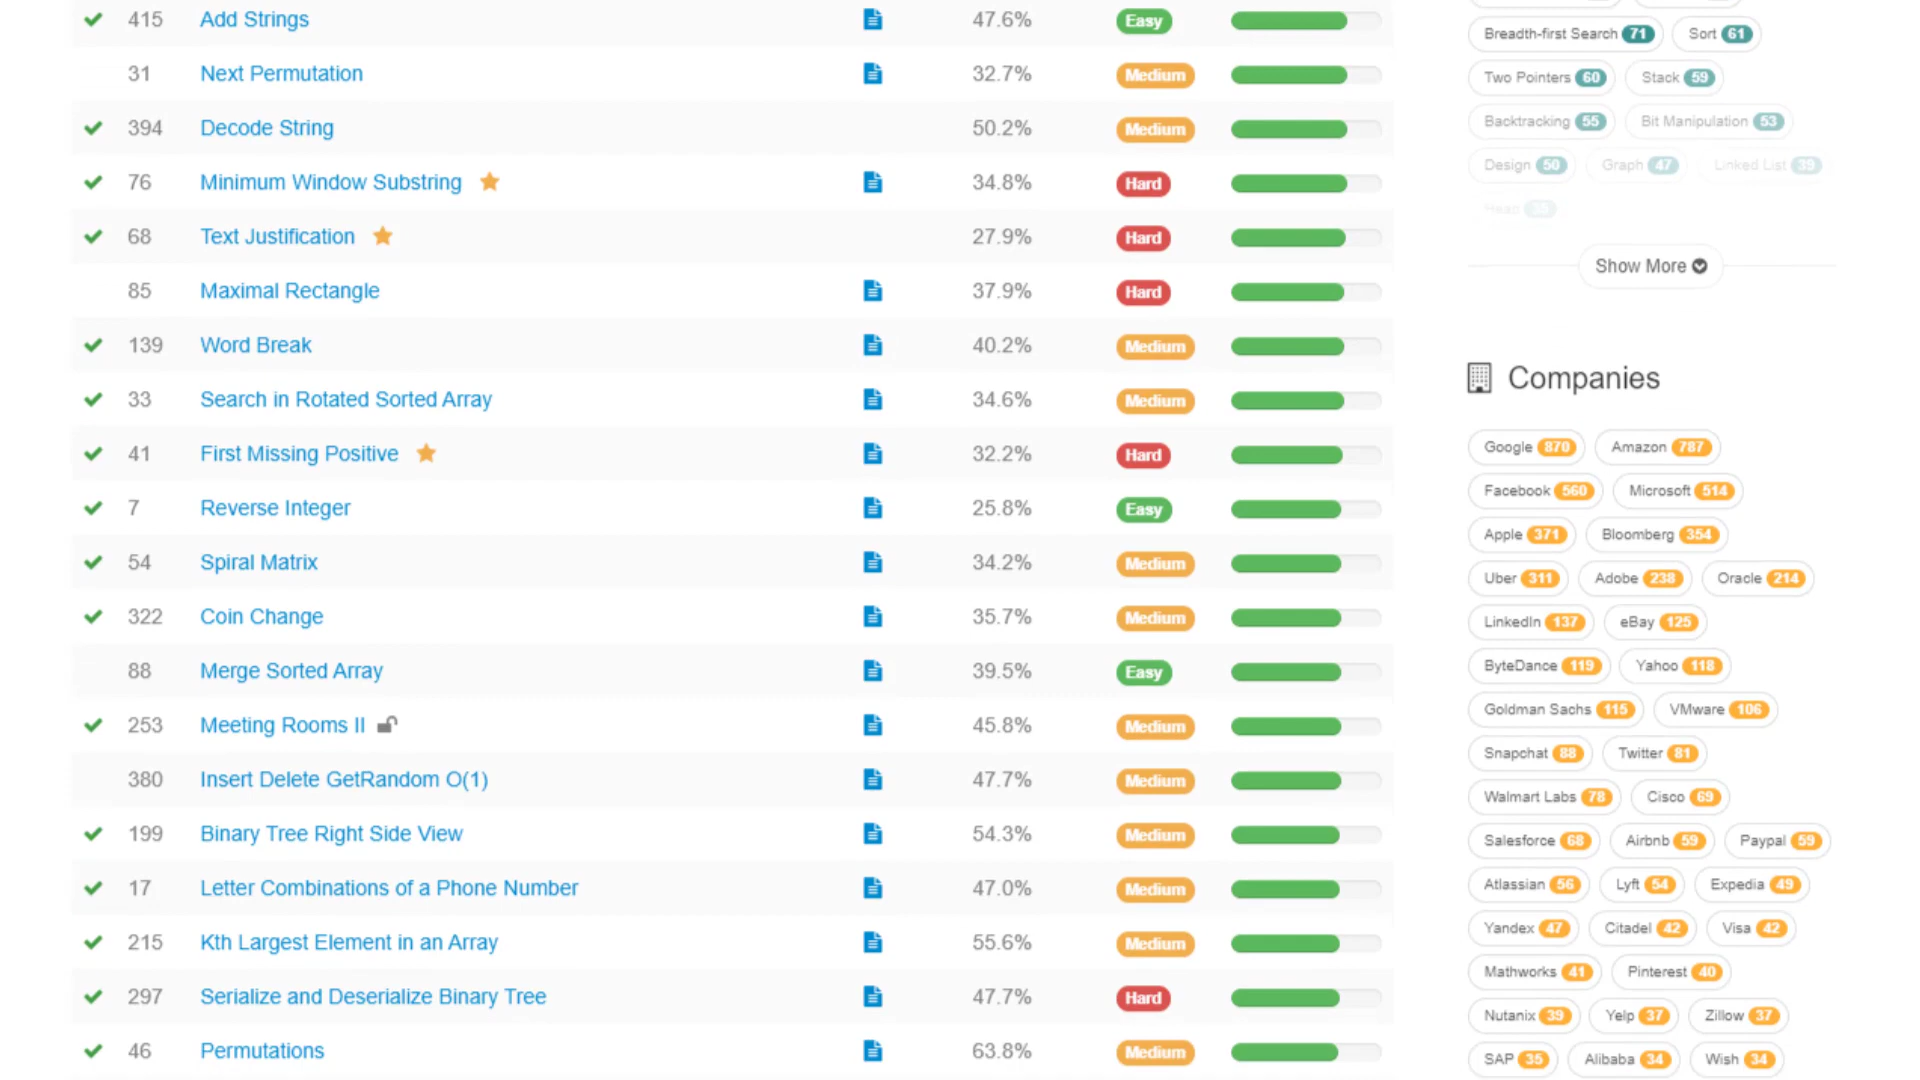 415 Add Strings 47.6% Easy
31 Next Permutation 32.7% Medium
394 Decode String 50.2% Medium
76 Minimum Window Substring 34.8% Hard
68 Text Justification 27.9% Hard
85 Maximal Rectangle 37.9% Hard
139 Word Break 40.2% Medium
33 Search in Rotated Sorted Array 34.6% Medium
41 First Missing Positive 32.2% Hard
7 Reverse Integer 25.8% Easy
54 Spiral Matrix 34.2% Medium
322 Coin Change 35.7% Medium
88 Merge Sorted Array 39.5% Easy
253 Meeting Rooms II 45.8% Medium
380 Insert Delete GetRandom O(1) 47.7% Medium
199 Binary Tree Right Side View 54.3% Medium
17 Letter Combinations of a Phone Number 47.0% Medium
215 Kth Largest Element in an Array 55.6% Medium
297 Serialize and Deserialize Binary Tree 47.7% Hard
46 Permutations 63.8% Medium
Breadth-first Search 71 Sort 61
Two Pointers 60 Stack 59
Backtracking 55 Bit Manipulation 53
Design 50 Graph 47 Linked List 39
Heap
Show More
Companies
Google 870 Amazon 787
Facebook 560 Microsoft 514
Apple 371 Bloomberg 354
Uber 311 Adobe 238 Oracle 214
LinkedIn 137 eBay 125
ByteDance 119 Yahoo 118
Goldman Sachs 115 VMware 106
Snapchat 88 Twitter 81
Walmart Labs 78 Cisco 69
Salesforce 68 Airbnb 59 Paypal 59
Atlassian 56 Lyft 54 Expedia 49
Yandex 47 Citadel 42 Visa 42
Mathworks 41 Pinterest 40
Nutanix 39 Yelp 37 Zillow 37
SAP 35 Alibaba 34 Wish 34